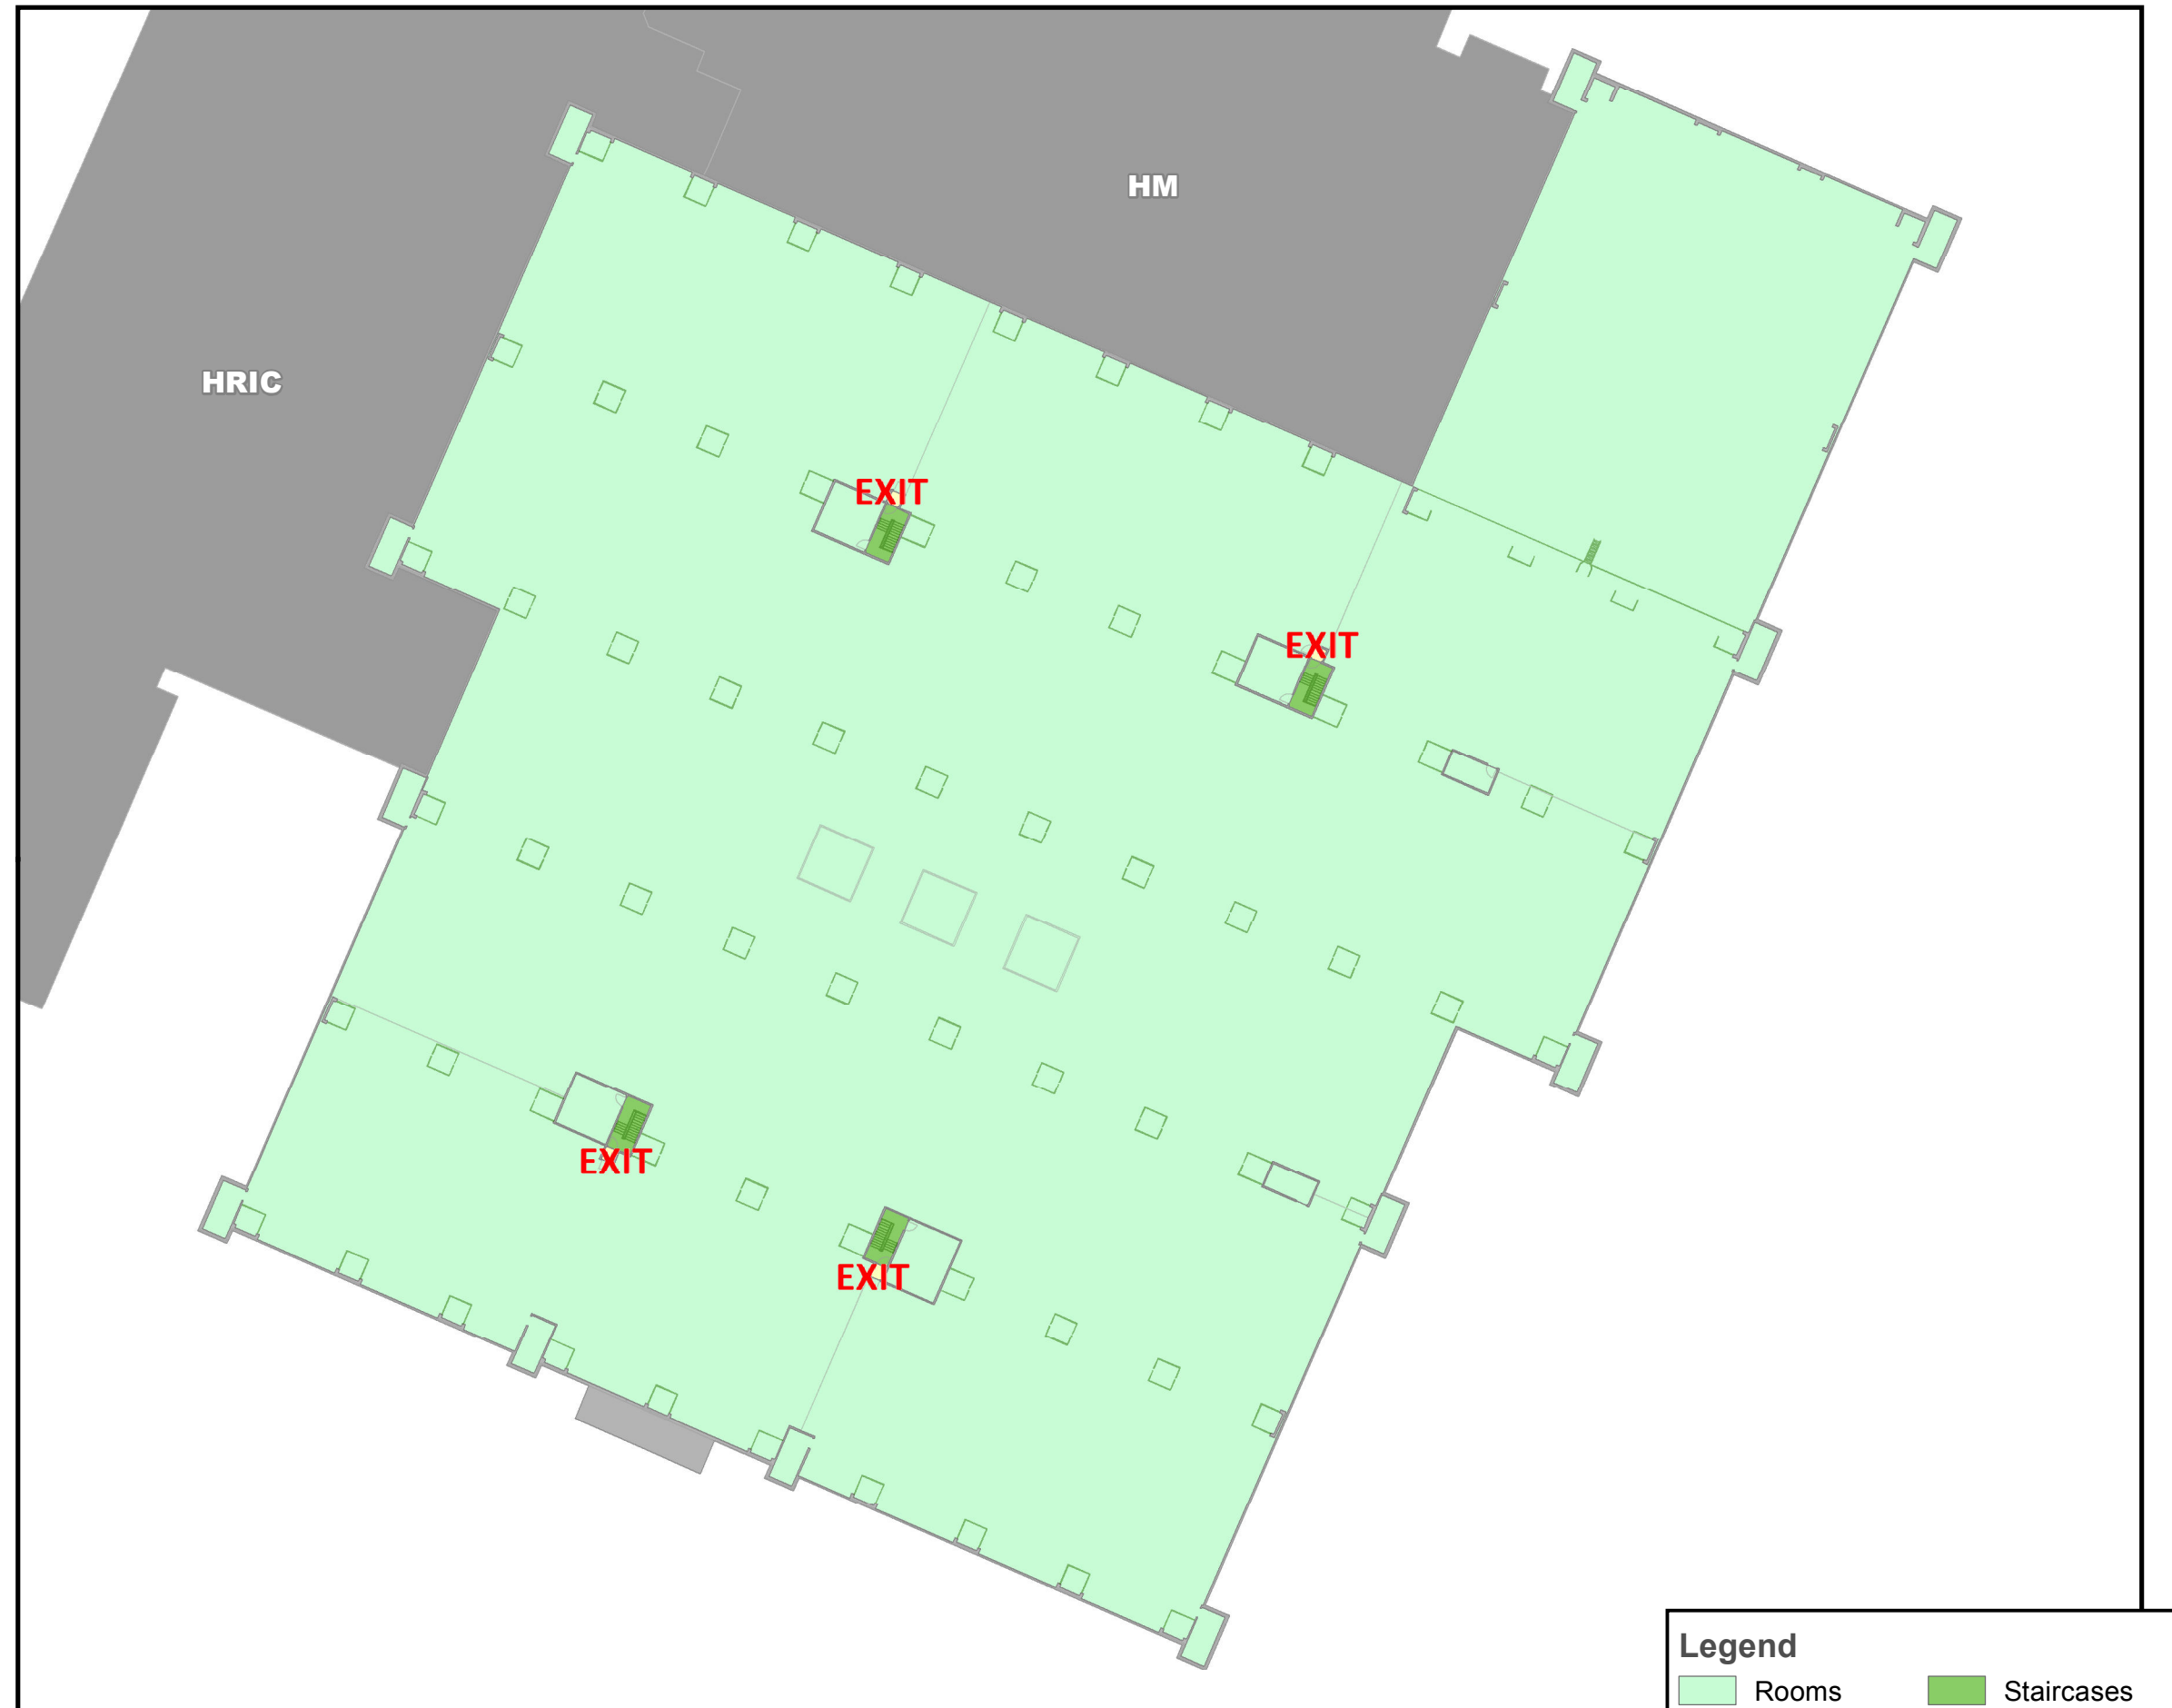 HM
HRIC
EXIT
EXIT
EXIT
EXIT
Legend
Rooms
Staircases